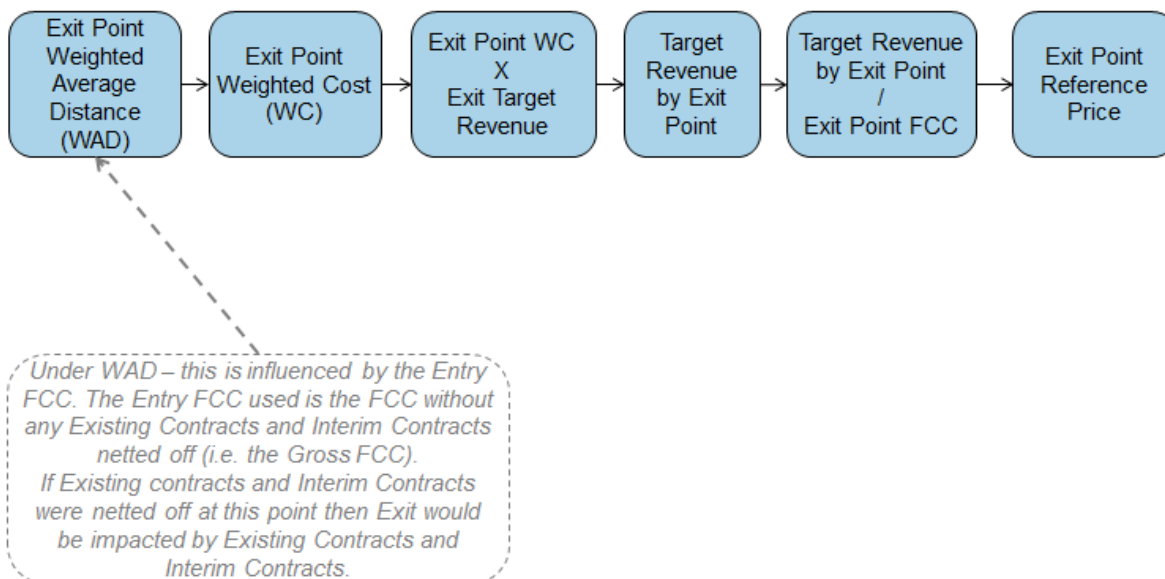 Exit Point
Weighted
Average
Distance
(WAD)
Exit Point
Weighted Cost
(WC)
Exit Point WC
X
Exit Target
Revenue
Target
Revenue
by Exit
Point
Target Revenue
by Exit Point
/
Exit Point FCC
Exit Point
Reference
Price
Under WAD – this is influenced by the Entry
FCC. The Entry FCC used is the FCC without
any Existing Contracts and Interim Contracts
netted off (i.e. the Gross FCC).
If Existing contracts and Interim Contracts
were netted off at this point then Exit would
be impacted by Existing Contracts and
Interim Contracts.